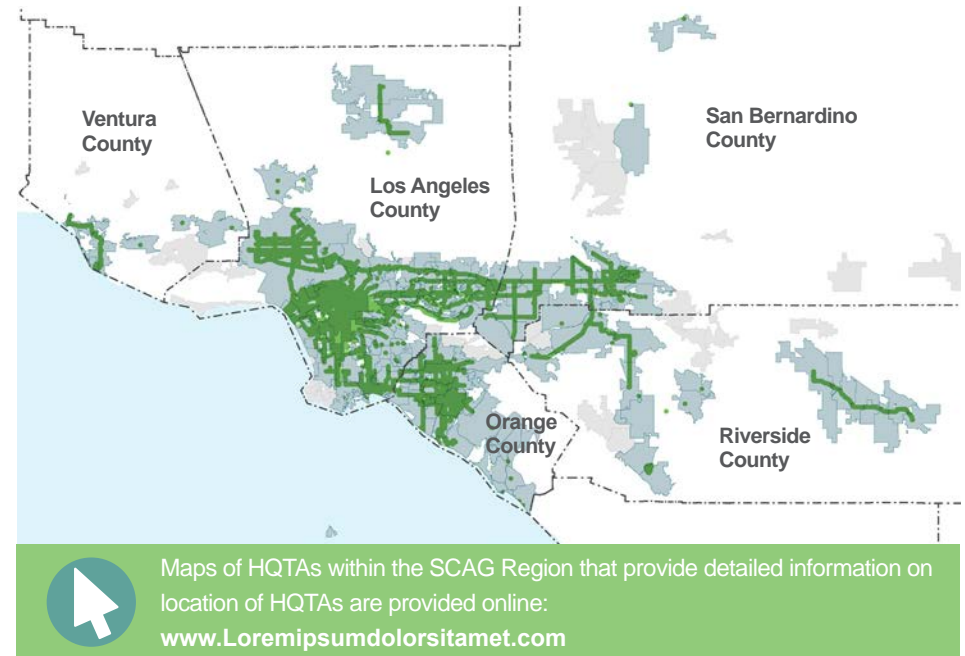 Ventura
County
San Bernardino
County
Los Angeles
County
Orange
County
Riverside
County
Maps of HQTAs within the SCAG Region that provide detailed information on
location of HQTAs are provided online:
www.Loremipsumdolorsitamet.com